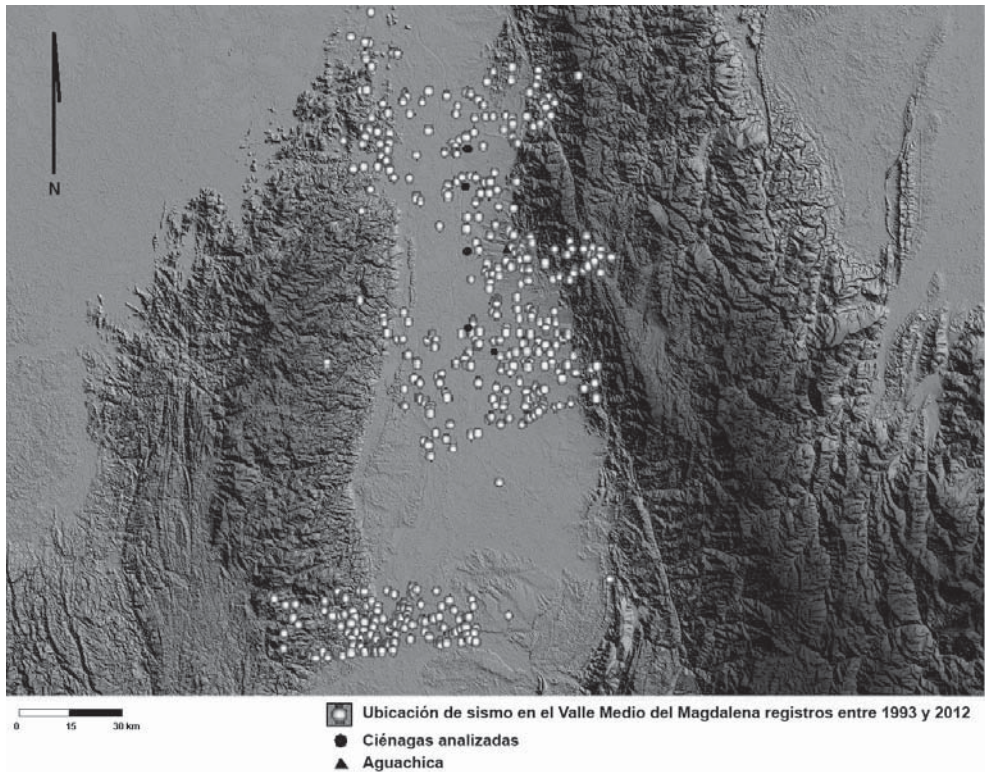 N
0 15 30 km
Ubicación de sismo en el Valle Medio del Magdalena registros entre 1993 y 2012
Ciénagas analizadas
Aguachica